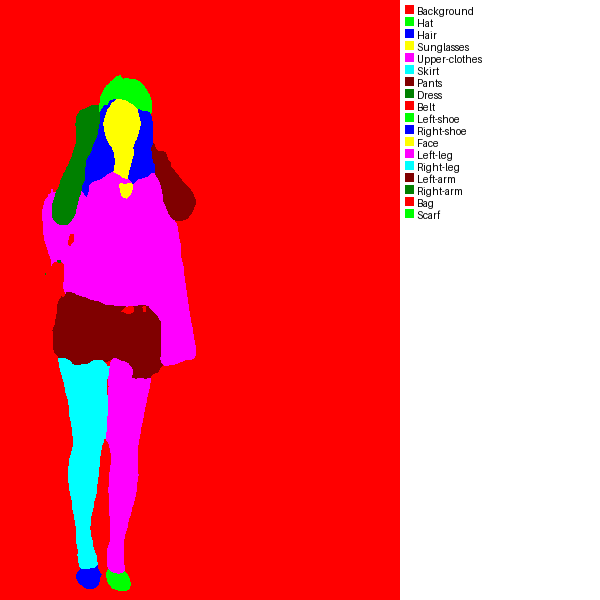 Background
Hat
Hair
Sunglasses
Upper-clothes
Skirt
Pants
Dress
Belt
Left-shoe
Right-shoe
Face
Left-leg
Right-leg
Left-arm
Right-arm
Bag
Scarf